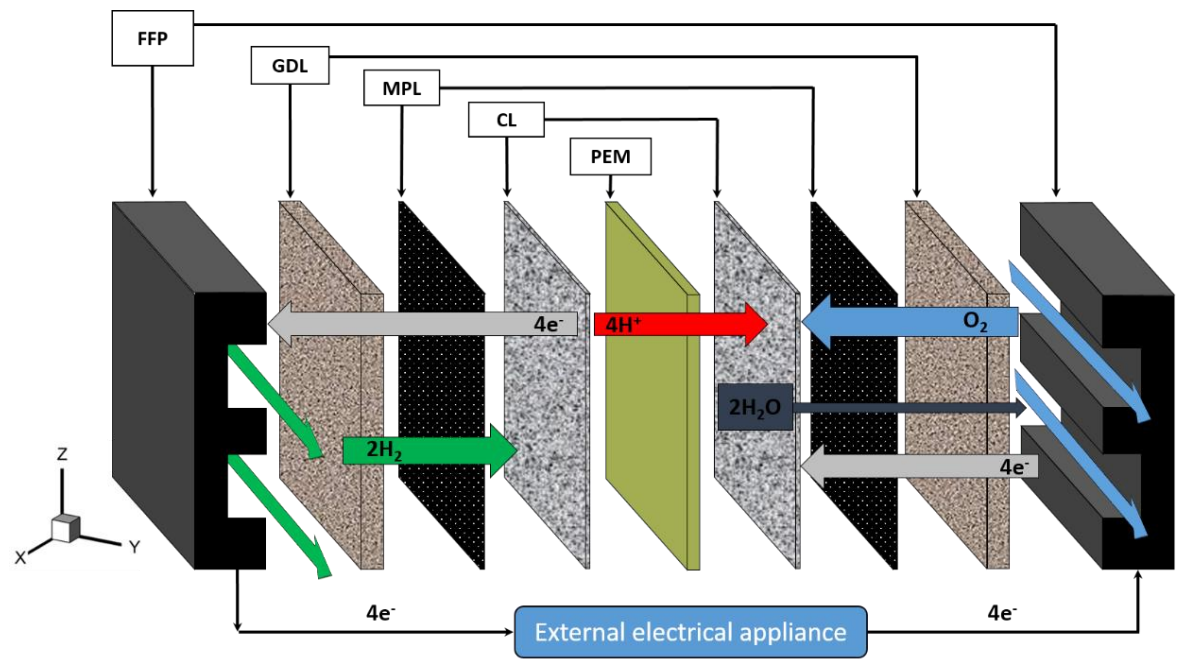 FFP
GDL
MPL
CL
PEM
4e⁻
4H⁺
O₂
2H₂O
2H₂
4e⁻
Z
X
Y
4e⁻
4e⁻
External electrical appliance